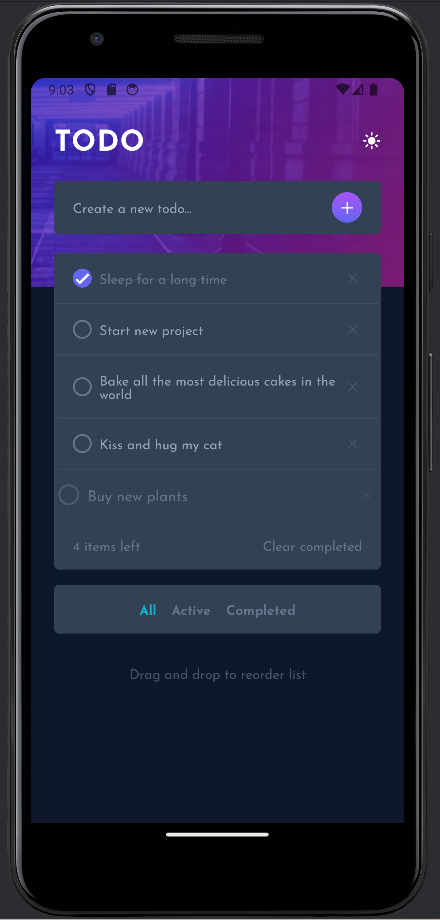 9:03
TODO
Create a new todo...
Sleep for a long time
Start new project
Bake all the most delicious cakes in the
world
Kiss and hug my cat
Buy new plants
4 items left Clear completed
All Active Completed
Drag and drop to reorder list